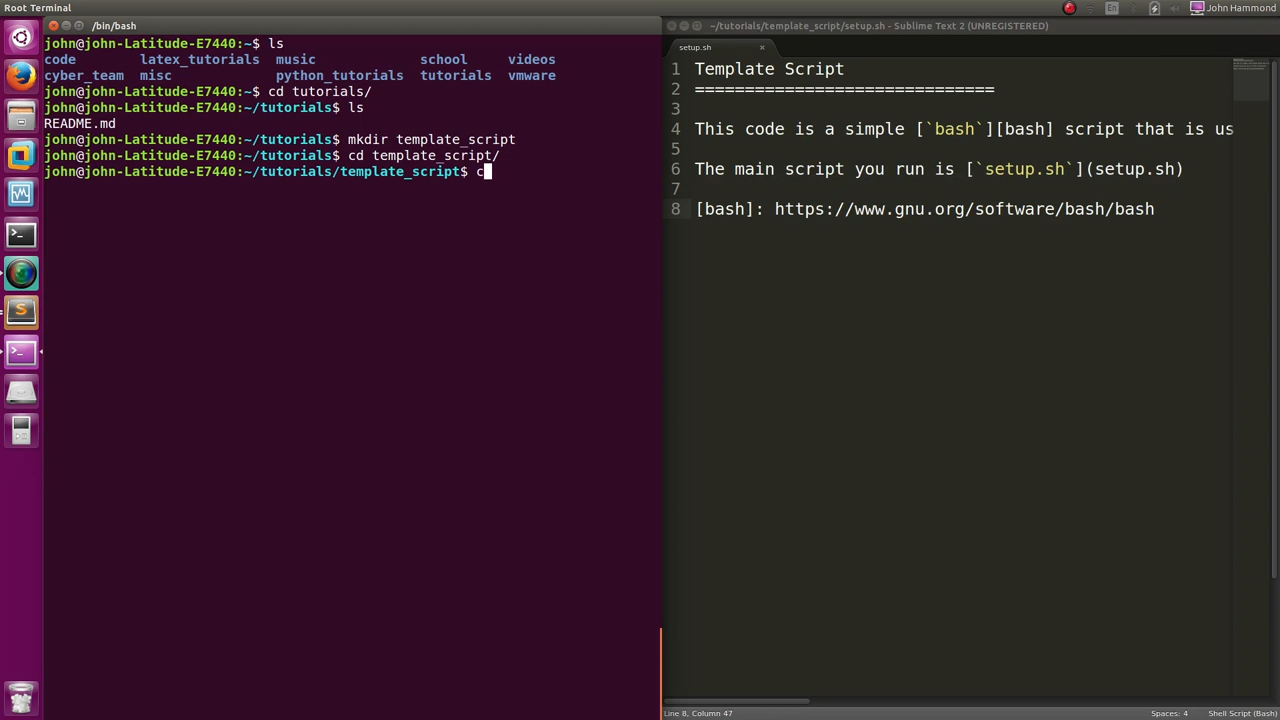 Root Terminal
En
John Hammond
/bin/bash
john@john-Latitude-E7440:~$ ls
code latex_tutorials music school videos
cyber_team misc python_tutorials tutorials vmware
john@john-Latitude-E7440:~$ cd tutorials/
john@john-Latitude-E7440:~/tutorials$ ls
README.md
john@john-Latitude-E7440:~/tutorials$ mkdir template_script
john@john-Latitude-E7440:~/tutorials$ cd template_script/
john@john-Latitude-E7440:~/tutorials/template_script$ c
~/tutorials/template_script/setup.sh - Sublime Text 2 (UNREGISTERED)
setup.sh
1 Template Script
2 ==============================
3
4 This code is a simple [`bash`][bash] script that is us
5
6 The main script you run is [`setup.sh`](setup.sh)
7
8 [bash]: https://www.gnu.org/software/bash/bash
Line 8, Column 47
Spaces: 4
Shell Script (Bash)